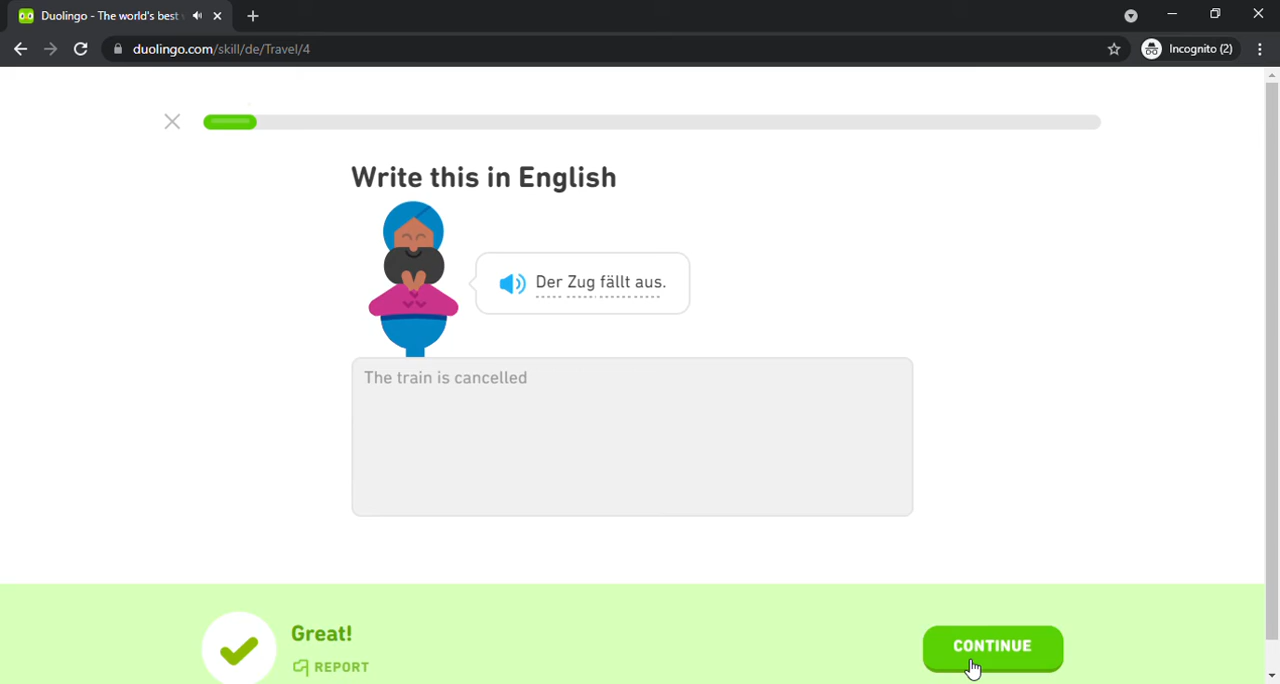 Duolingo - The world's best
duolingo.com/skill/de/Travel/4
Incognito (2)
Write this in English
Der Zug fällt aus.
The train is cancelled
Great!
REPORT
CONTINUE